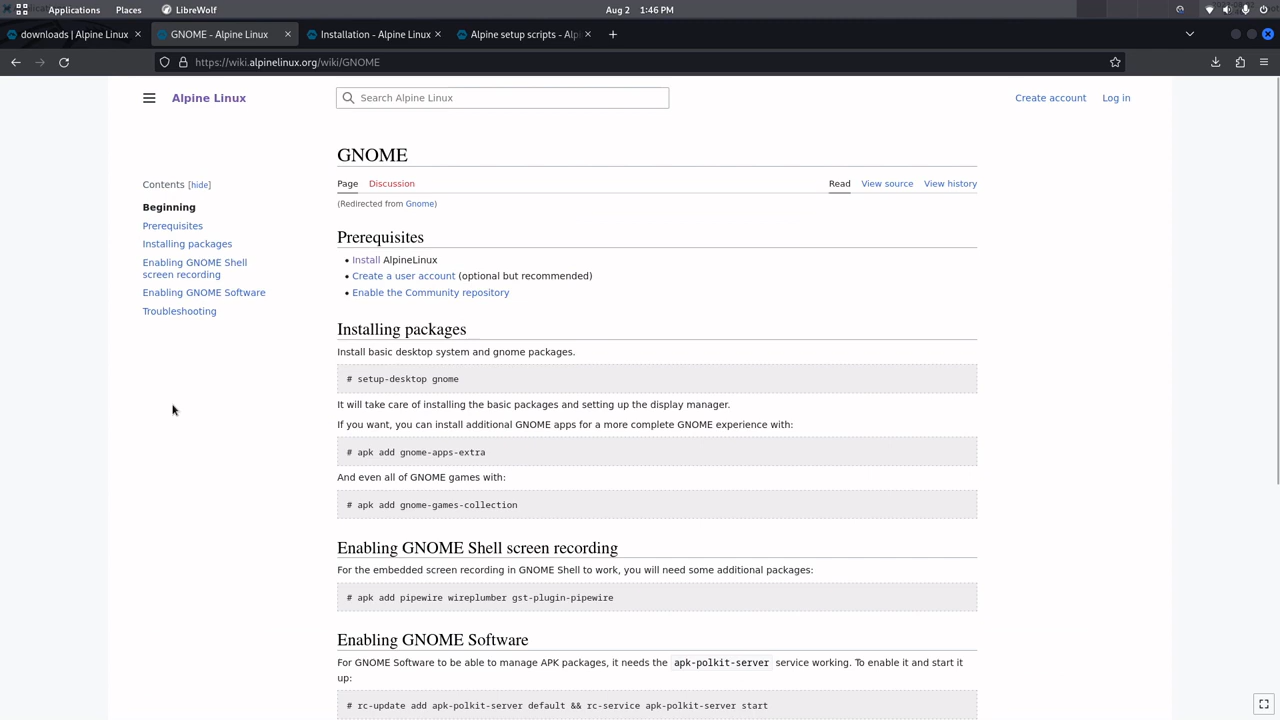 Applications Places LibreWolf Aug 2 1:46 PM
downloads | Alpine Linux GNOME - Alpine Linux Installation - Alpine Linux Alpine setup scripts - Alpi
https://wiki.alpinelinux.org/wiki/GNOME
Alpine Linux Search Alpine Linux Create account Log in
GNOME
Contents [hide]
Page Discussion Read View source View history
(Redirected from Gnome)
Beginning
Prerequisites
Installing packages
Enabling GNOME Shell
screen recording
Enabling GNOME Software
Troubleshooting
Prerequisites
• Install AlpineLinux
• Create a user account (optional but recommended)
• Enable the Community repository
Installing packages
Install basic desktop system and gnome packages.
# setup-desktop gnome
It will take care of installing the basic packages and setting up the display manager.
If you want, you can install additional GNOME apps for a more complete GNOME experience with:
# apk add gnome-apps-extra
And even all of GNOME games with:
# apk add gnome-games-collection
Enabling GNOME Shell screen recording
For the embedded screen recording in GNOME Shell to work, you will need some additional packages:
# apk add pipewire wireplumber gst-plugin-pipewire
Enabling GNOME Software
For GNOME Software to be able to manage APK packages, it needs the apk-polkit-server service working. To enable it and start it
up:
# rc-update add apk-polkit-server default && rc-service apk-polkit-server start